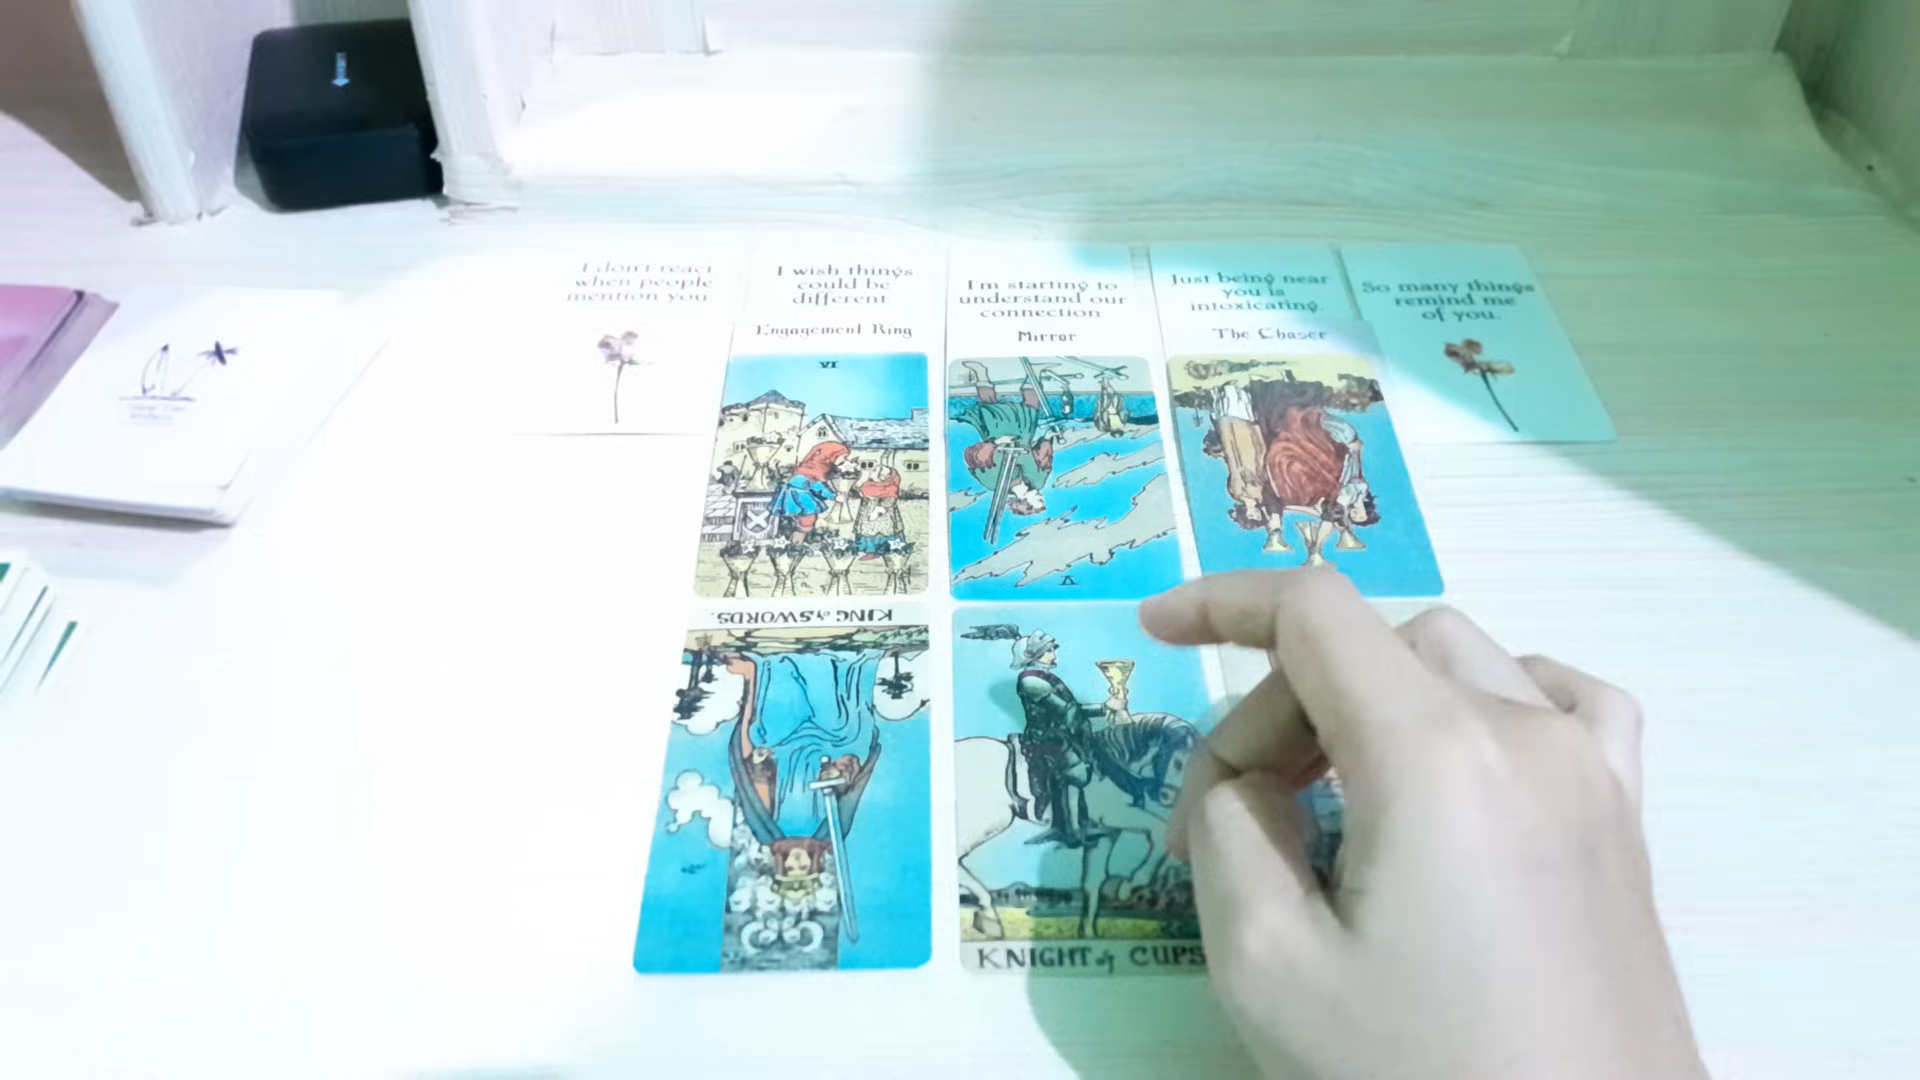 I don't react
when people
mention you.
I wish things
could be
different.
Engagement Ring
I'm starting to
understand our
connection
Mirror
Just being near
you is
intoxicating.
The Chaser
So many things
remind me
of you.
VI
V
KING of SWORDS.
KNIGHT of CUPS